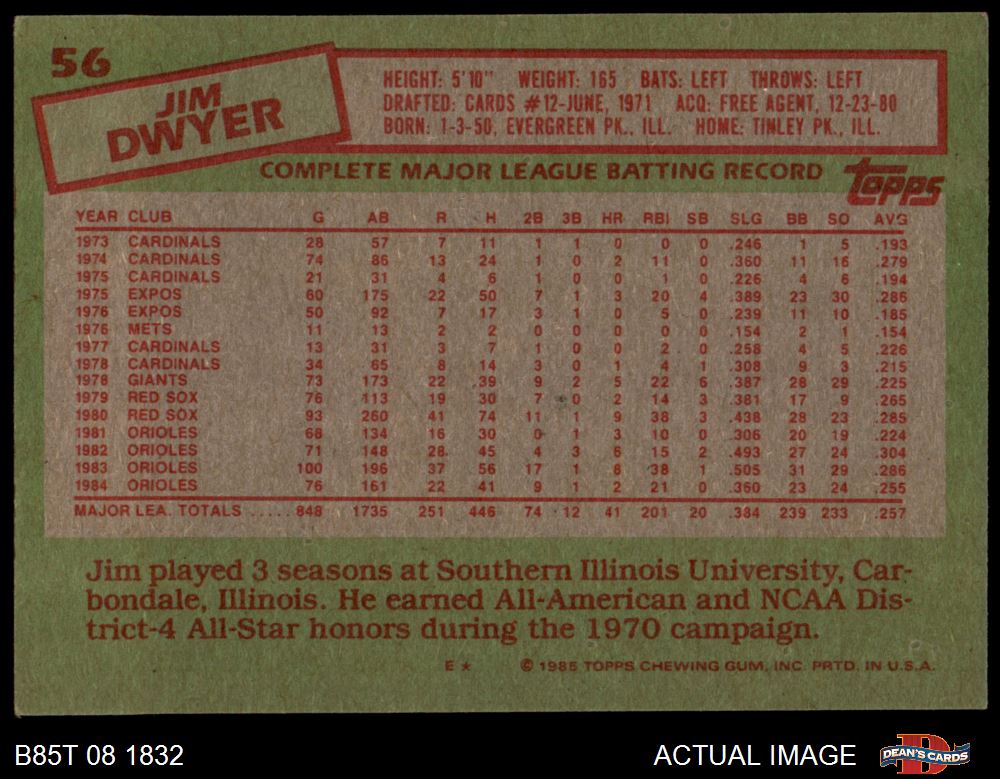 56
JIM
DWYER
HEIGHT: 5'10" WEIGHT: 165 BATS: LEFT THROWS: LEFT
DRAFTED: CARDS #12-JUNE, 1971 ACQ: FREE AGENT, 12-23-80
BORN: 1-3-50, EVERGREEN PK., ILL. HOME: TINLEY PK., ILL.
COMPLETE MAJOR LEAGUE BATTING RECORD
topps
YEAR CLUB G AB R H 2B 3B HR RBI SB SLG BB SO AVG
1973 CARDINALS 28 57 7 11 1 1 0 0 0 .246 1 5 .193
1974 CARDINALS 74 86 13 24 1 0 2 11 0 .360 11 16 .279
1975 CARDINALS 21 31 4 6 1 0 0 1 0 .226 4 6 .194
1975 EXPOS 60 175 22 50 7 1 3 20 4 .389 23 30 .286
1976 EXPOS 50 92 7 17 3 1 0 5 0 .239 11 10 .185
1976 METS 11 13 2 2 0 0 0 0 0 .154 2 1 .154
1977 CARDINALS 13 31 3 7 1 0 0 2 0 .258 4 5 .226
1978 CARDINALS 34 65 8 14 3 0 1 4 1 .308 9 3 .215
1978 GIANTS 73 173 22 39 9 2 5 22 6 .387 28 29 .225
1979 RED SOX 76 113 19 30 7 0 2 14 3 .381 17 9 .265
1980 RED SOX 93 260 41 74 11 1 9 38 3 .438 28 23 .285
1981 ORIOLES 68 134 16 30 0 1 3 10 0 .306 20 19 .224
1982 ORIOLES 71 148 28 45 4 3 6 15 2 .493 27 24 .304
1983 ORIOLES 100 196 37 56 17 1 8 38 1 .505 31 29 .286
1984 ORIOLES 76 161 22 41 9 1 2 21 0 .360 23 24 .255
MAJOR LEA. TOTALS ..... 848 1735 251 446 74 12 41 201 20 .384 239 233 .257
Jim played 3 seasons at Southern Illinois University, Car-
bondale, Illinois. He earned All-American and NCAA Dis-
trict-4 All-Star honors during the 1970 campaign.
E ★ © 1985 TOPPS CHEWING GUM, INC. PRTD. IN U.S.A.
B85T 08 1832 ACTUAL IMAGE DEAN'S CARDS